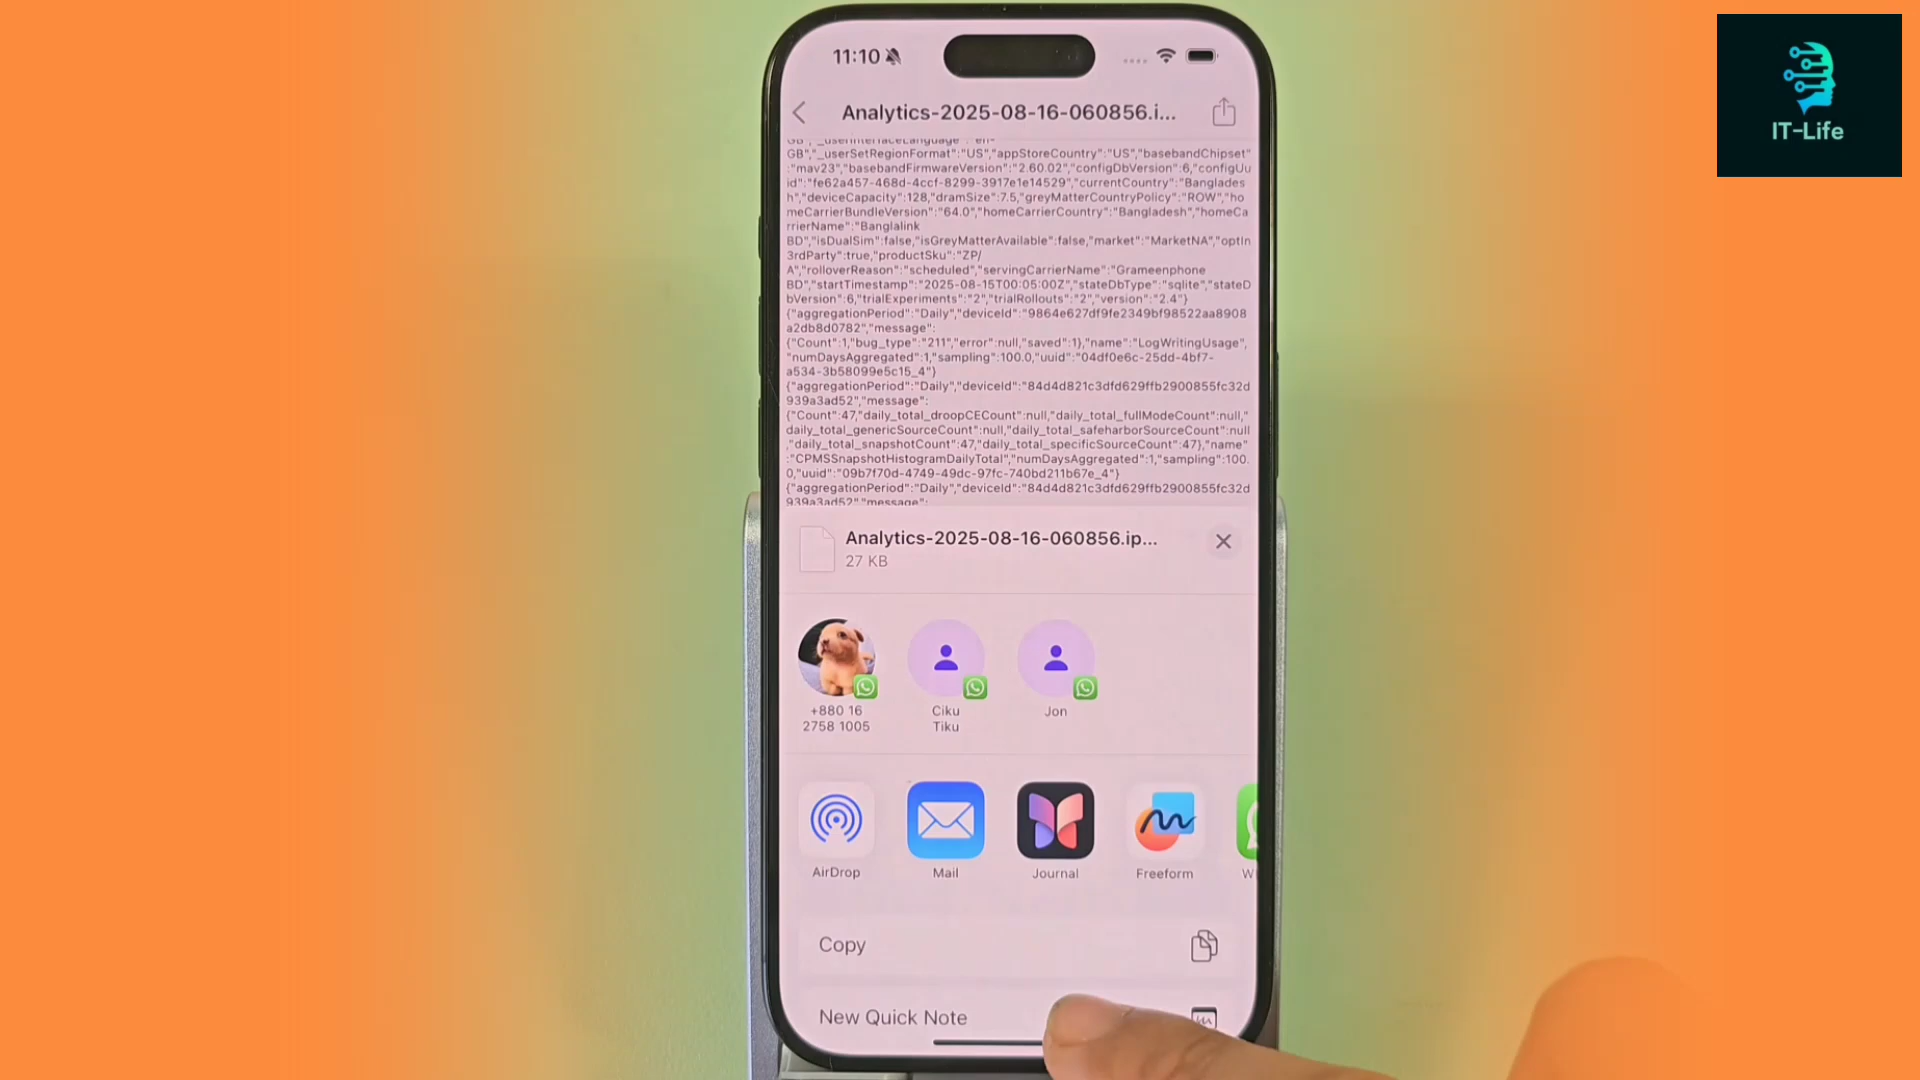 11:10
IT-Life
Analytics-2025-08-16-060856.i...
GB","_userInterfaceLanguage":"en-
GB","_userSetRegionFormat":"US","appStoreCountry":"US","basebandChipset"
:"mav23","basebandFirmwareVersion":"2.60.02","configDbVersion":6,"configUu
id":"fe62a457-468d-4ccf-8299-3917e1e14529","currentCountry":"Banglades
h","deviceCapacity":128,"dramSize":7.5,"greyMatterCountryPolicy":"ROW","ho
meCarrierBundleVersion":"64.0","homeCarrierCountry":"Bangladesh","homeCa
rrierName":"Banglalink
BD","isDualSim":false,"isGreyMatterAvailable":false,"market":"MarketNA","optIn
3rdParty":true,"productSku":"ZP/
A","rolloverReason":"scheduled","servingCarrierName":"Grameenphone
BD","startTimestamp":"2025-08-15T00:05:00Z","stateDbType":"sqlite","stateD
bVersion":6,"trialExperiments":"2","trialRollouts":"2","version":"2.4"}
{"aggregationPeriod":"Daily","deviceId":"9864e627df9fe2349bf98522aa8908
a2db8d0782","message":
{"Count":1,"bug_type":"211","error":null,"saved":1},"name":"LogWritingUsage",
"numDaysAggregated":1,"sampling":100.0,"uuid":"04df0e6c-25dd-4bf7-
a534-3b58099e5c15_4"}
{"aggregationPeriod":"Daily","deviceId":"84d4d821c3dfd629ffb2900855fc32d
939a3ad52","message":
{"Count":47,"daily_total_droopCECount":null,"daily_total_fullModeCount":null,"
daily_total_genericSourceCount":null,"daily_total_safeharborSourceCount":null
,"daily_total_snapshotCount":47,"daily_total_specificSourceCount":47},"name"
:"CPMSSnapshotHistogramDailyTotal","numDaysAggregated":1,"sampling":100.
0,"uuid":"09b7f70d-4749-49dc-97fc-740bd211b67e_4"}
{"aggregationPeriod":"Daily","deviceId":"84d4d821c3dfd629ffb2900855fc32d
939a3ad52","message":
Analytics-2025-08-16-060856.ip...
27 KB
+880 16
2758 1005
Ciku
Tiku
Jon
AirDrop
Mail
Journal
Freeform
Copy
New Quick Note